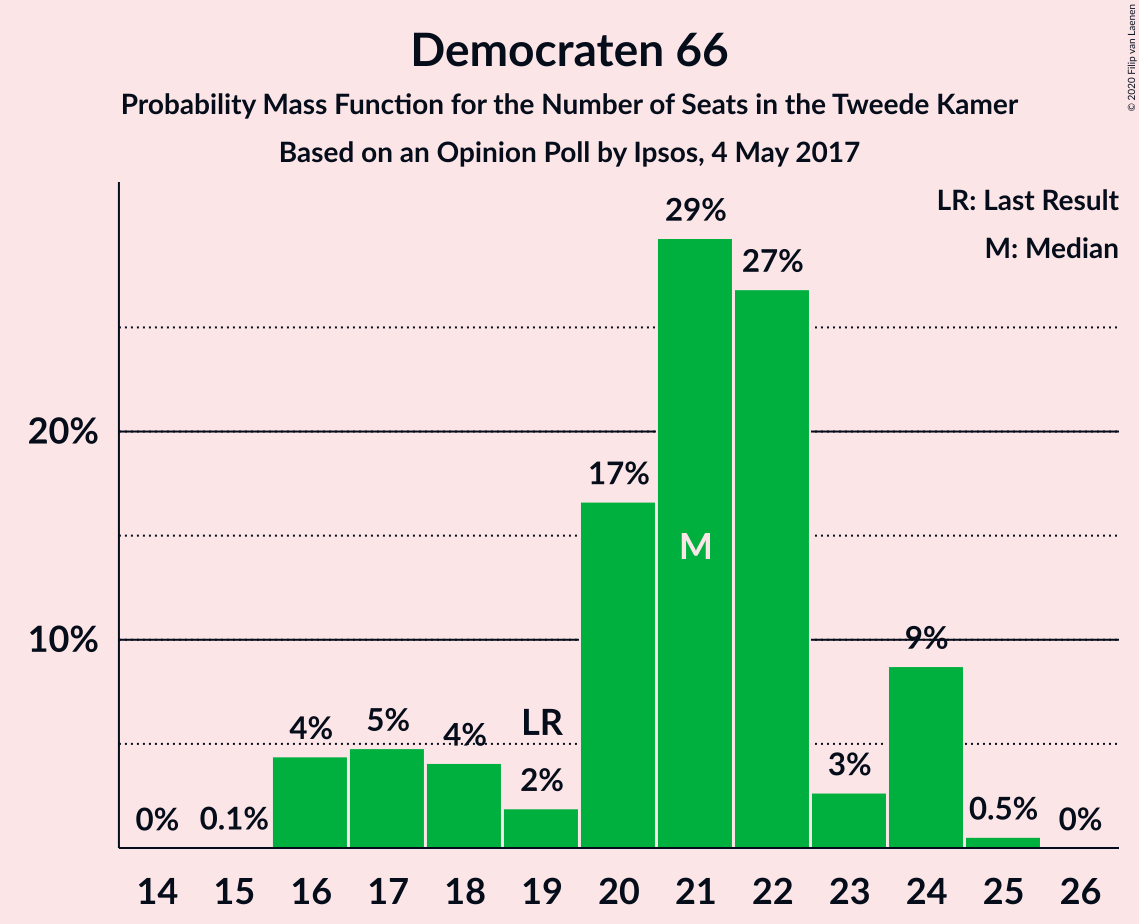 Democraten 66
Probability Mass Function for the Number of Seats in the Tweede Kamer
Based on an Opinion Poll by Ipsos, 4 May 2017
© 2020 Filip van Laenen
LR: Last Result
M: Median
29%
27%
20%
17%
M
10%
9%
4%
5%
4%
LR
2%
3%
0%
0.1%
0.5%
0%
14 15 16 17 18 19 20 21 22 23 24 25 26